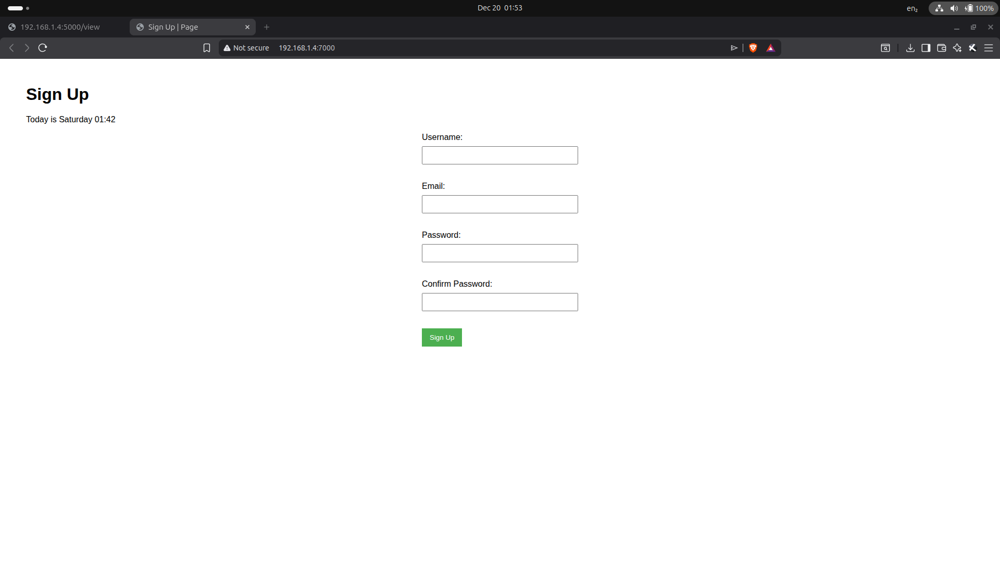 Dec 20 01:53
en₂
100%
192.168.1.4:5000/view
Sign Up | Page
Not secure
192.168.1.4:7000
Sign Up
Today is Saturday 01:42
Username:
Email:
Password:
Confirm Password:
Sign Up